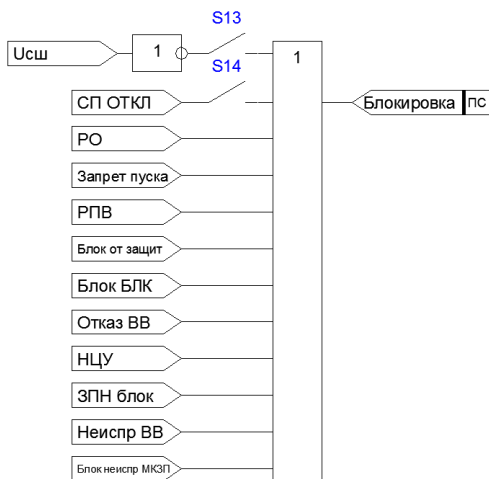 S13
Uсш
1
1
S14
СП ОТКЛ
Блокировка ПС
РО
Запрет пуска
РПВ
Блок от защит
Блок БЛК
Отказ ВВ
НЦУ
ЗПН блок
Неиспр ВВ
Блок неиспр МКЗП